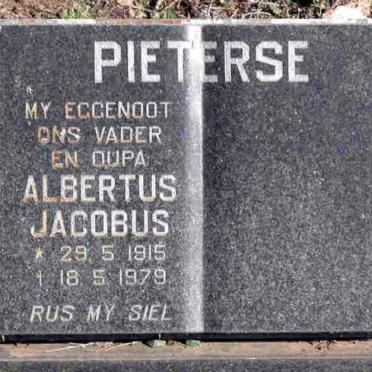 PIETERSE
MY EGGENOOT
ONS VADER
EN OUPA
ALBERTUS
JACOBUS
* 29 5 1915
† 18 5 1979
RUS MY SIEL